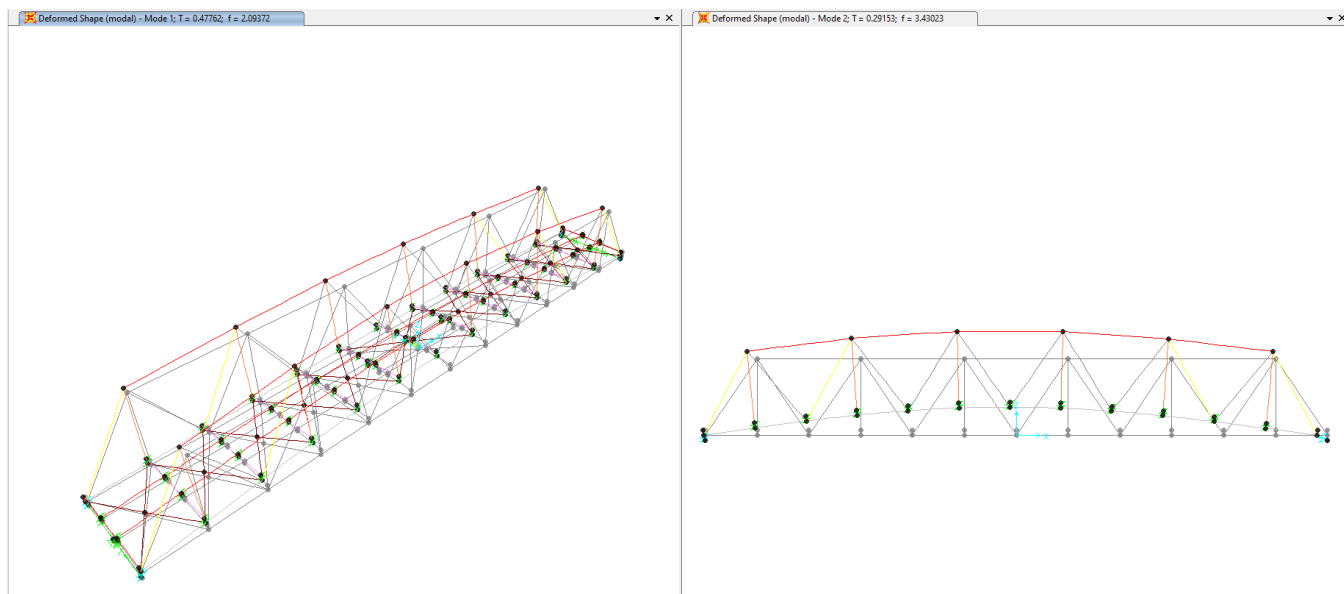 Deformed Shape (modal) - Mode 1; T = 0.47762;  f = 2.09372
Deformed Shape (modal) - Mode 2; T = 0.29153;  f = 3.43023